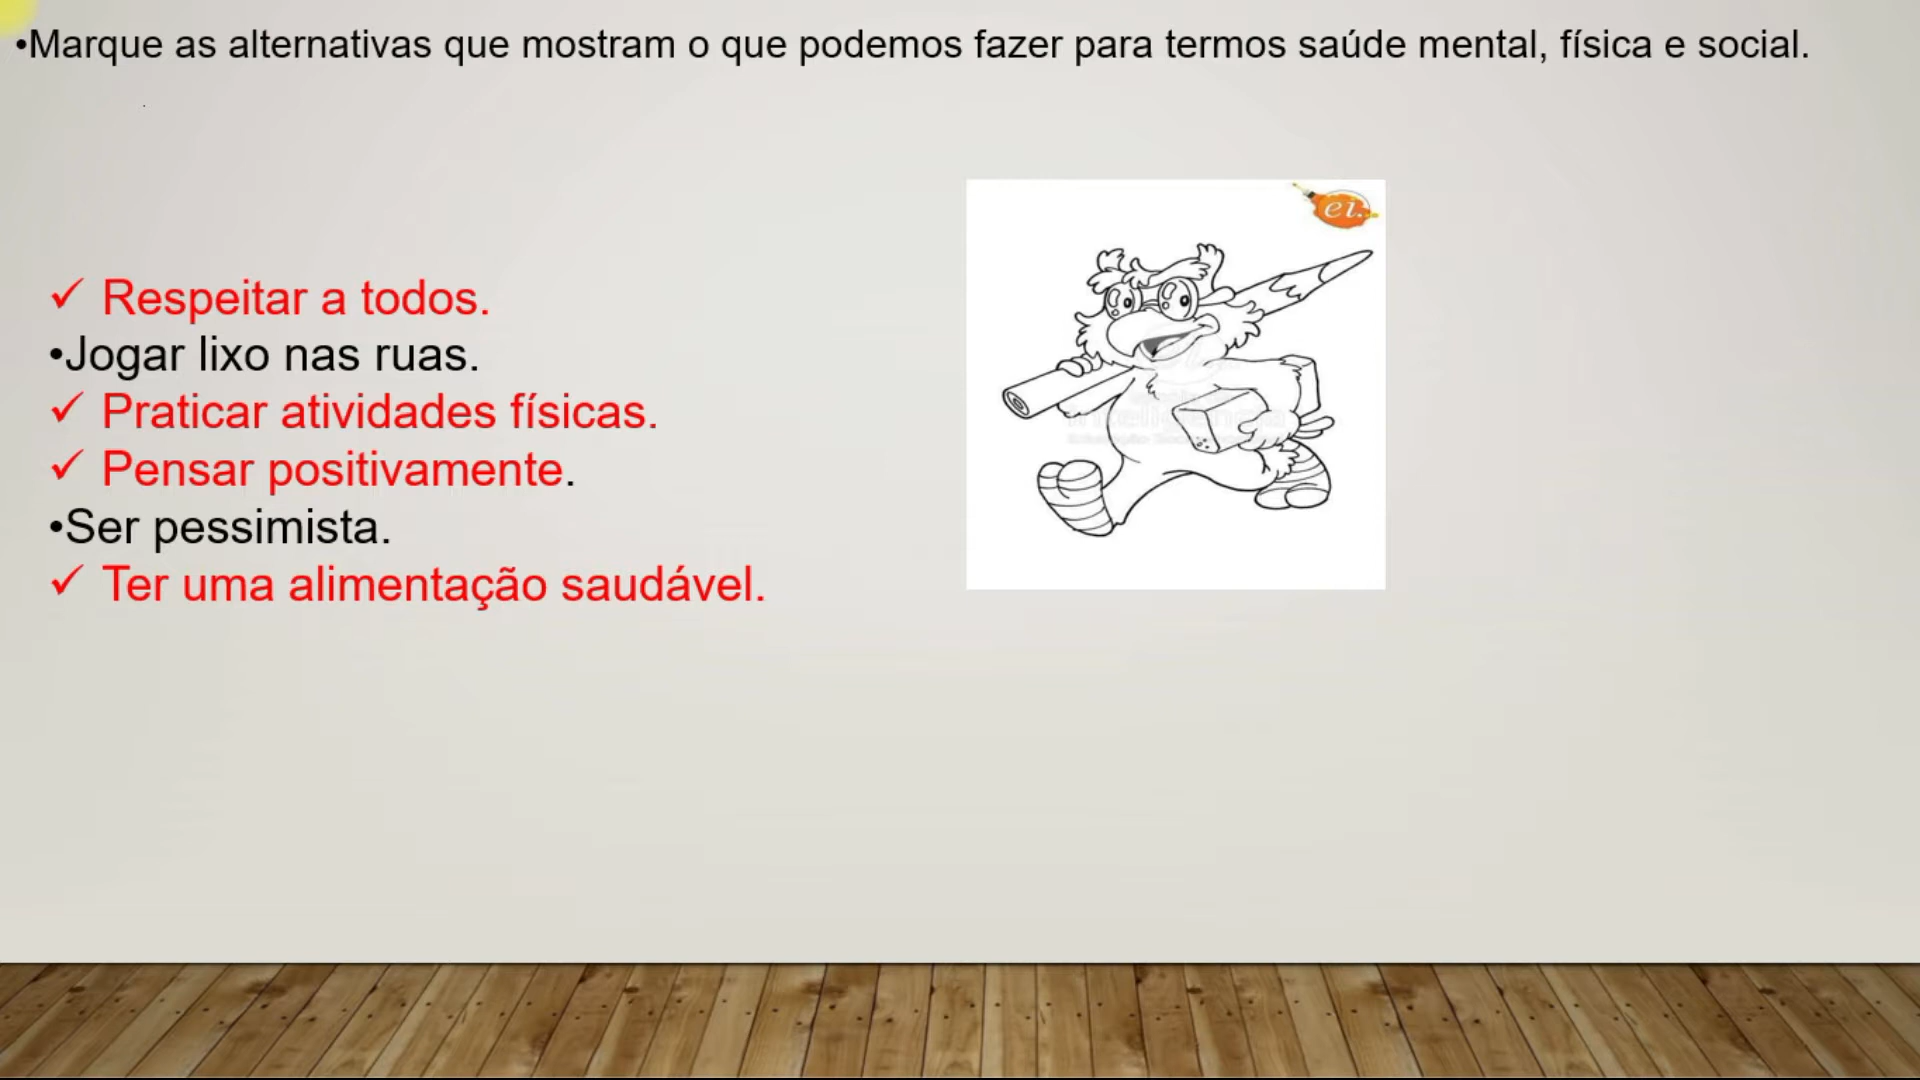 •Marque as alternativas que mostram o que podemos fazer para termos saúde mental, física e social.
✓ Respeitar a todos.
•Jogar lixo nas ruas.
✓ Praticar atividades físicas.
✓ Pensar positivamente.
•Ser pessimista.
✓ Ter uma alimentação saudável.
ei.